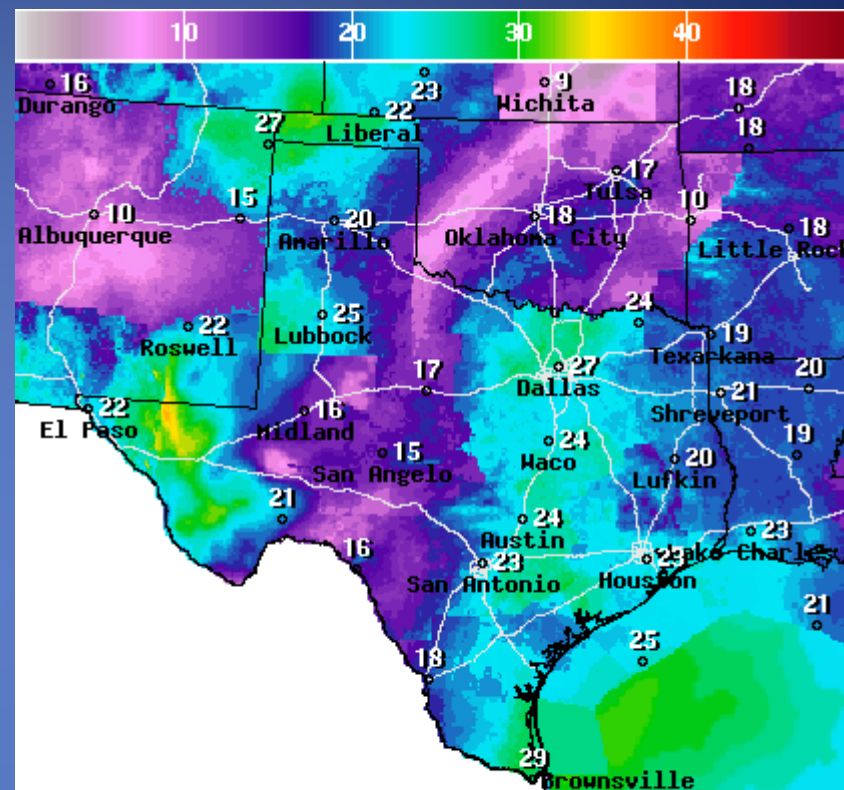 10 20 30 40
16
Durango
23
9
Wichita
22
Liberal
18
18
27
17
Tulsa
10
Albuquerque
15
20
Amarillo
18
Oklahoma City
10
18
Little Rock
22
Roswell
25
Lubbock
24
19
Texarkana
27
Dallas
17
21
Shreveport
20
22
El Paso
16
Midland
15
San Angelo
24
Waco
20
Lufkin
19
21
24
Austin
23
Lake Charles
16
23
San Antonio
23
Houston
18
25
21
29
Brownsville